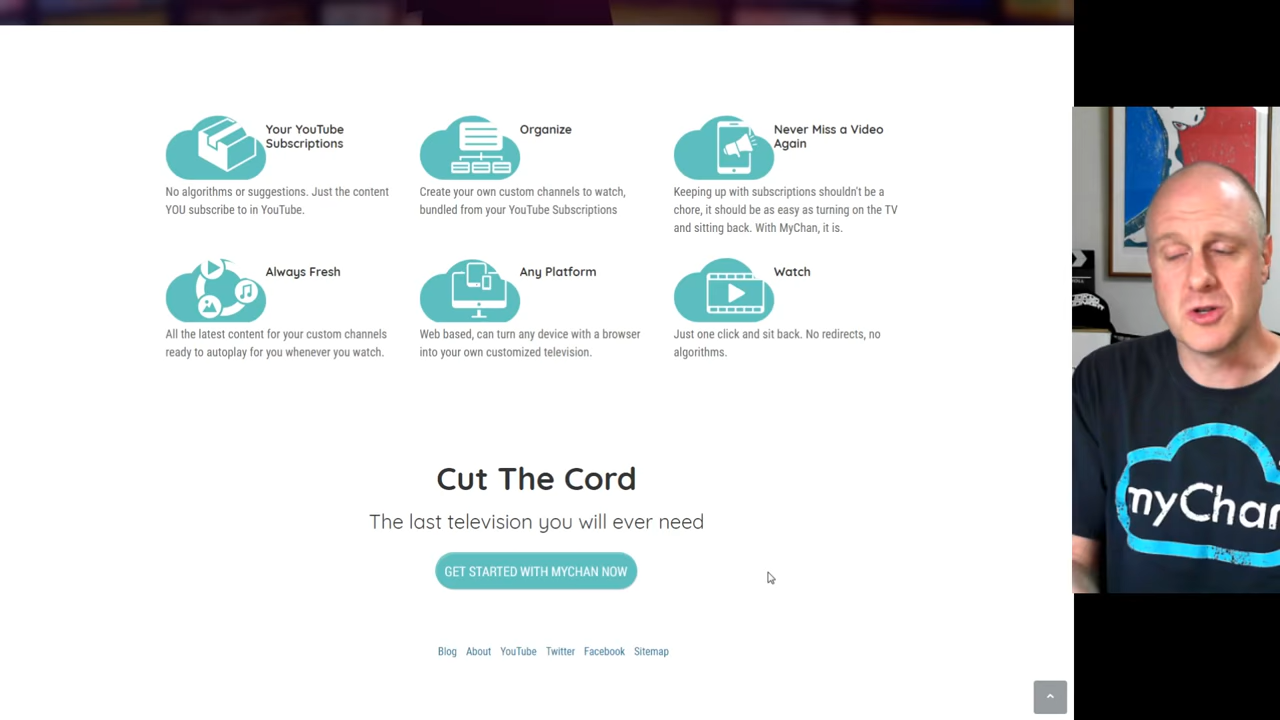 Your YouTube
Subscriptions
No algorithms or suggestions. Just the content
YOU subscribe to in YouTube.
Organize
Create your own custom channels to watch,
bundled from your YouTube Subscriptions
Never Miss a Video
Again
Keeping up with subscriptions shouldn't be a
chore, it should be as easy as turning on the TV
and sitting back. With MyChan, it is.
Always Fresh
All the latest content for your custom channels
ready to autoplay for you whenever you watch.
Any Platform
Web based, can turn any device with a browser
into your own customized television.
Watch
Just one click and sit back. No redirects, no
algorithms.
Cut The Cord
The last television you will ever need
GET STARTED WITH MYCHAN NOW
Blog About YouTube Twitter Facebook Sitemap
myChan